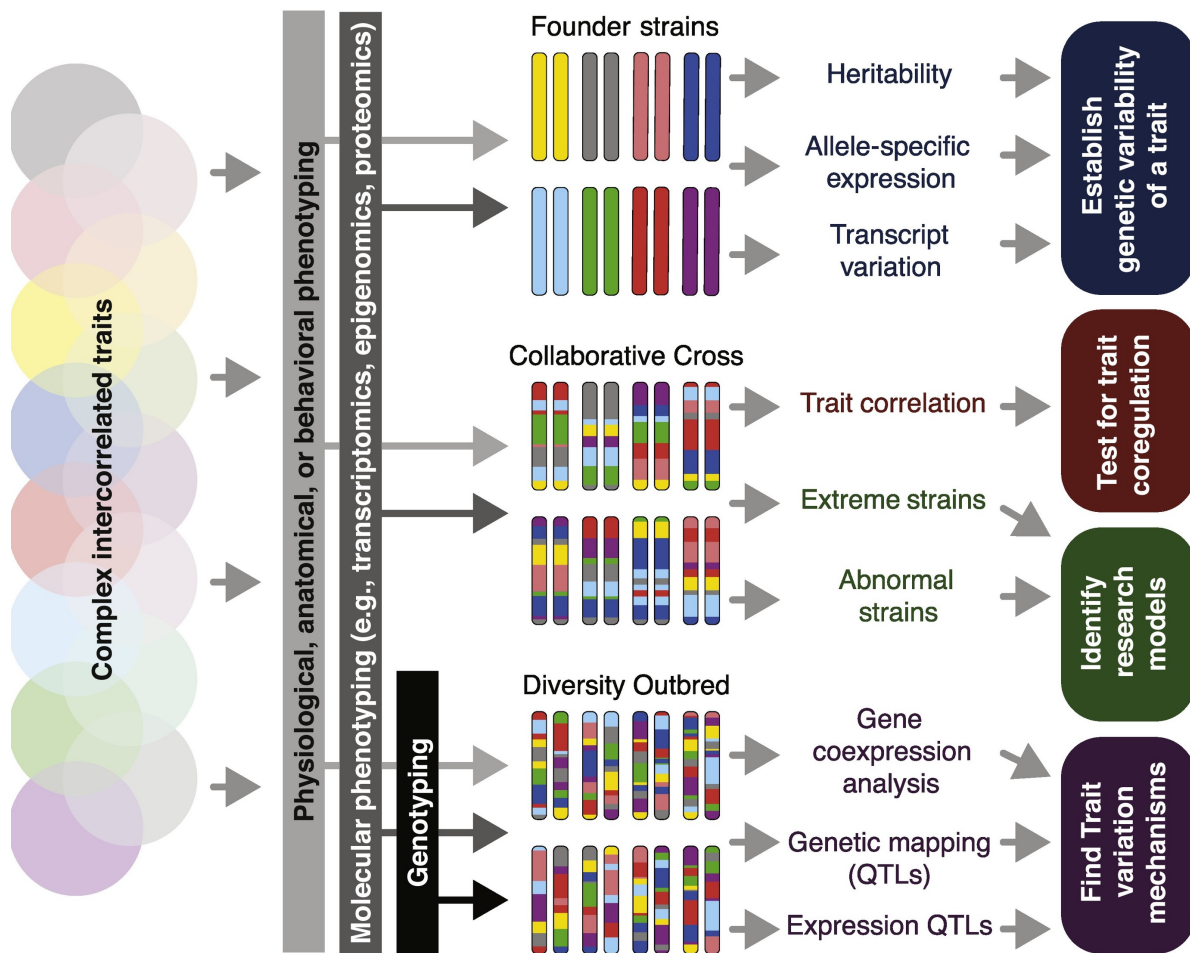 Complex intercorrelated traits
Physiological, anatomical, or behavioral phenotyping
Molecular phenotyping (e.g., transcriptomics, epigenomics, proteomics)
Genotyping
Founder strains
Heritability
Allele-specific
expression
Transcript
variation
Establish
genetic variability
of a trait
Collaborative Cross
Trait correlation
Extreme strains
Abnormal
strains
Test for trait
coregulation
Identify
research
models
Diversity Outbred
Gene
coexpression
analysis
Genetic mapping
(QTLs)
Expression QTLs
Find Trait
variation
mechanisms